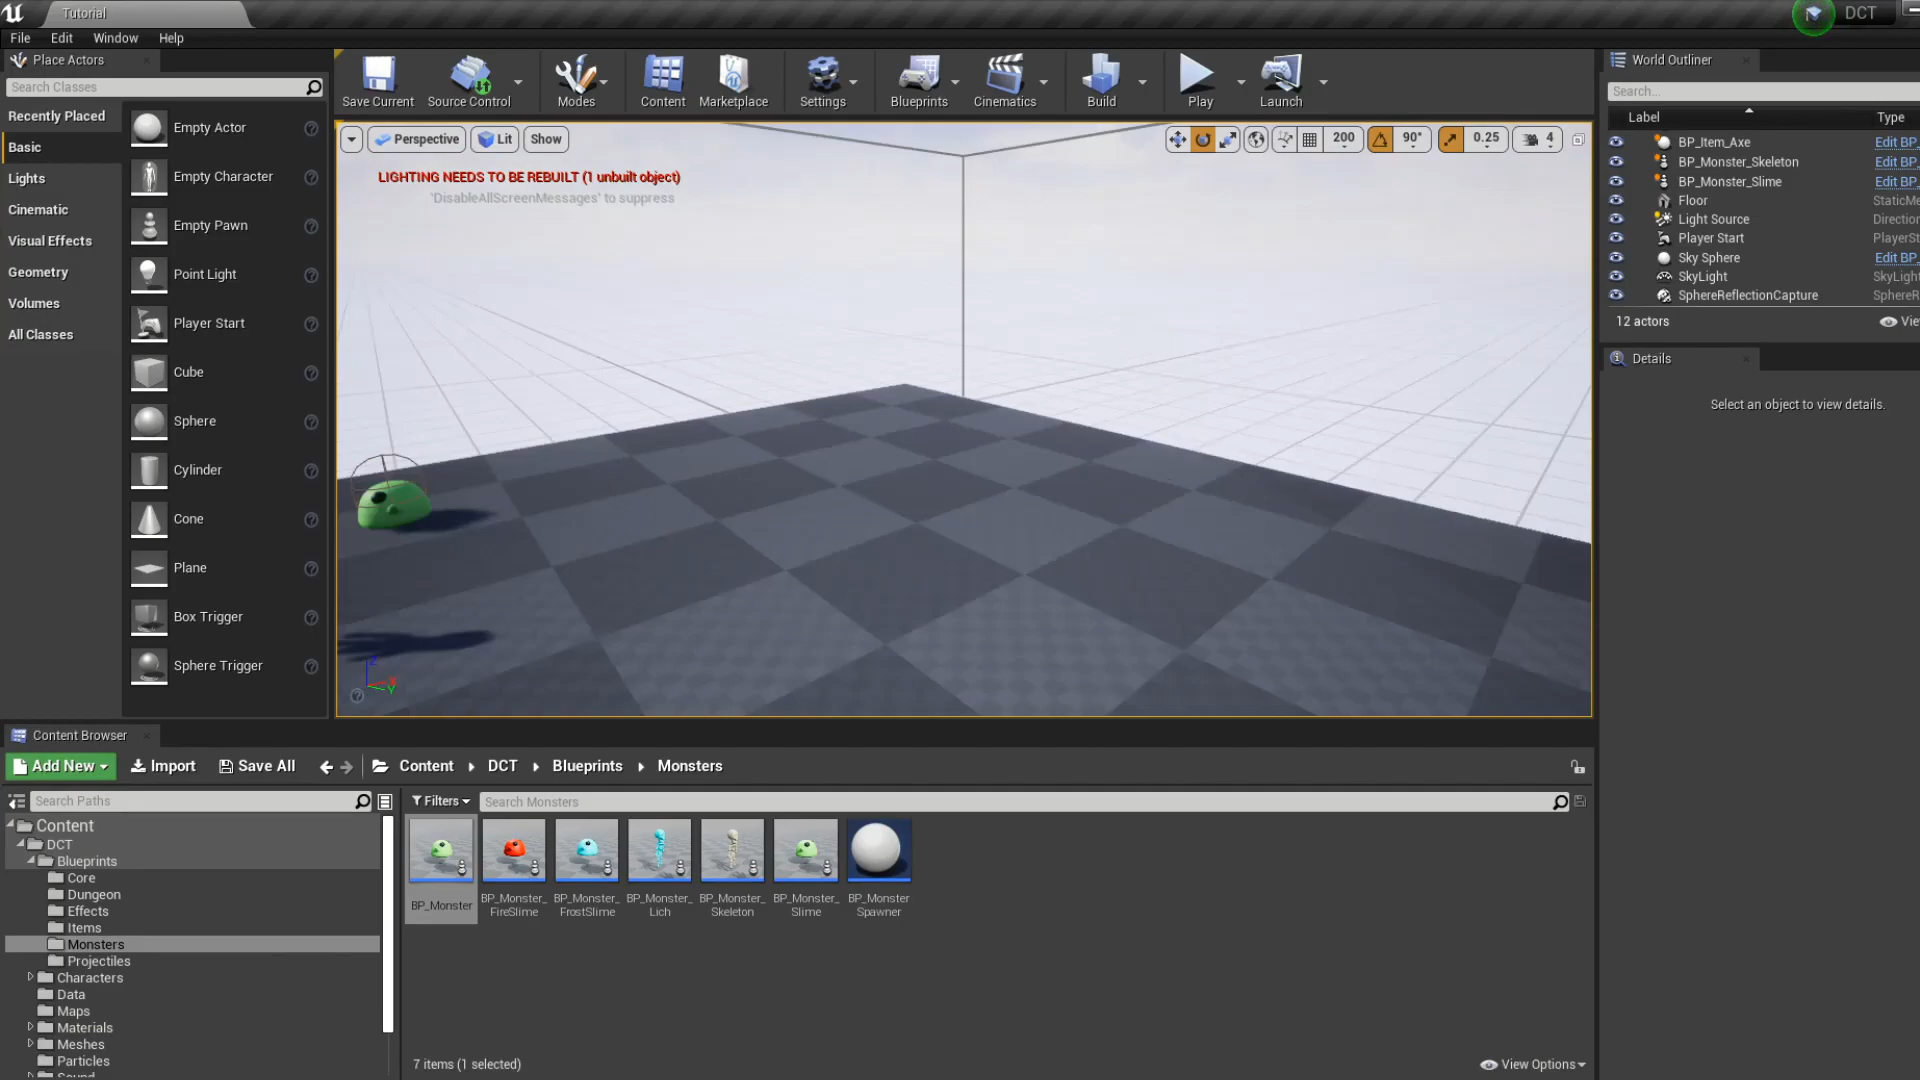 Tutorial
DCT
File Edit Window Help
Place Actors
Search Classes
Recently Placed
Basic
Lights
Cinematic
Visual Effects
Geometry
Volumes
All Classes
Empty Actor
Empty Character
Empty Pawn
Point Light
Player Start
Cube
Sphere
Cylinder
Cone
Plane
Box Trigger
Sphere Trigger
Save Current
Source Control
Modes
Content
Marketplace
Settings
Blueprints
Cinematics
Build
Play
Launch
Perspective Lit Show
200 90° 0.25 4
LIGHTING NEEDS TO BE REBUILT (1 unbuilt object)
'DisableAllScreenMessages' to suppress
Z
X
Y
World Outliner
Search...
Label Type
BP_Item_Axe Edit BP_
BP_Monster_Skeleton Edit BP_
BP_Monster_Slime Edit BP_
Floor StaticMe
Light Source Direction
Player Start PlayerSt
Sky Sphere Edit BP_
SkyLight SkyLight
SphereReflectionCapture SphereR
12 actors Vie
Details
Select an object to view details.
Content Browser
Add New Import Save All Content DCT Blueprints Monsters
Search Paths
Content
DCT
Blueprints
Core
Dungeon
Effects
Items
Monsters
Projectiles
Characters
Data
Maps
Materials
Meshes
Particles
Sound
Filters Search Monsters
BP_Monster
BP_Monster_
FireSlime
BP_Monster_
FrostSlime
BP_Monster_
Lich
BP_Monster_
Skeleton
BP_Monster_
Slime
BP_Monster
Spawner
7 items (1 selected)
View Options